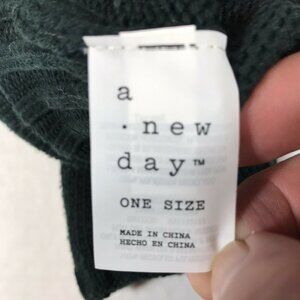 a
· new
day™
ONE SIZE
MADE IN CHINA
HECHO EN CHINA